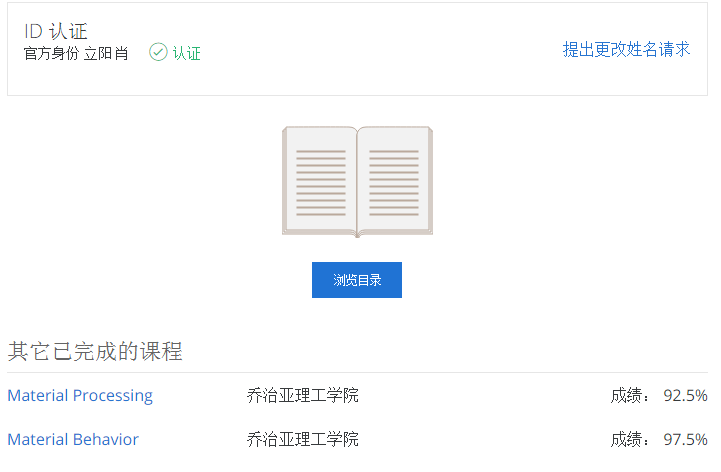 ID 认证
官方身份 立阳 肖 认证
提出更改姓名请求
浏览目录
其它已完成的课程
Material Processing 乔治亚理工学院 成绩： 92.5%
Material Behavior 乔治亚理工学院 成绩： 97.5%